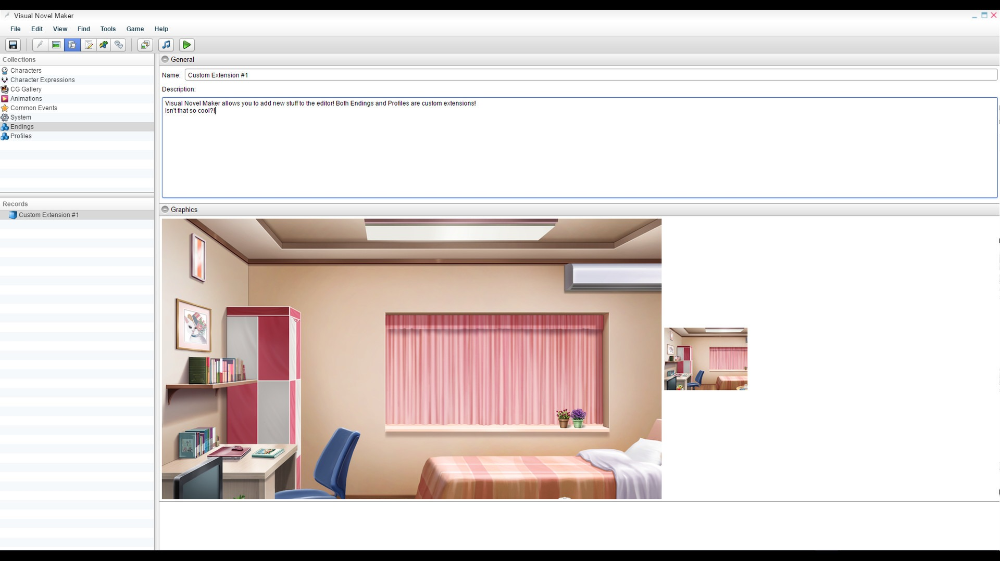 Visual Novel Maker
File Edit View Find Tools Game Help
Collections
Characters
Character Expressions
CG Gallery
Animations
Common Events
System
Endings
Profiles
Records
Custom Extension #1
General
Name: Custom Extension #1
Description:
Visual Novel Maker allows you to add new stuff to the editor! Both Endings and Profiles are custom extensions!
Isn't that so cool?!
Graphics